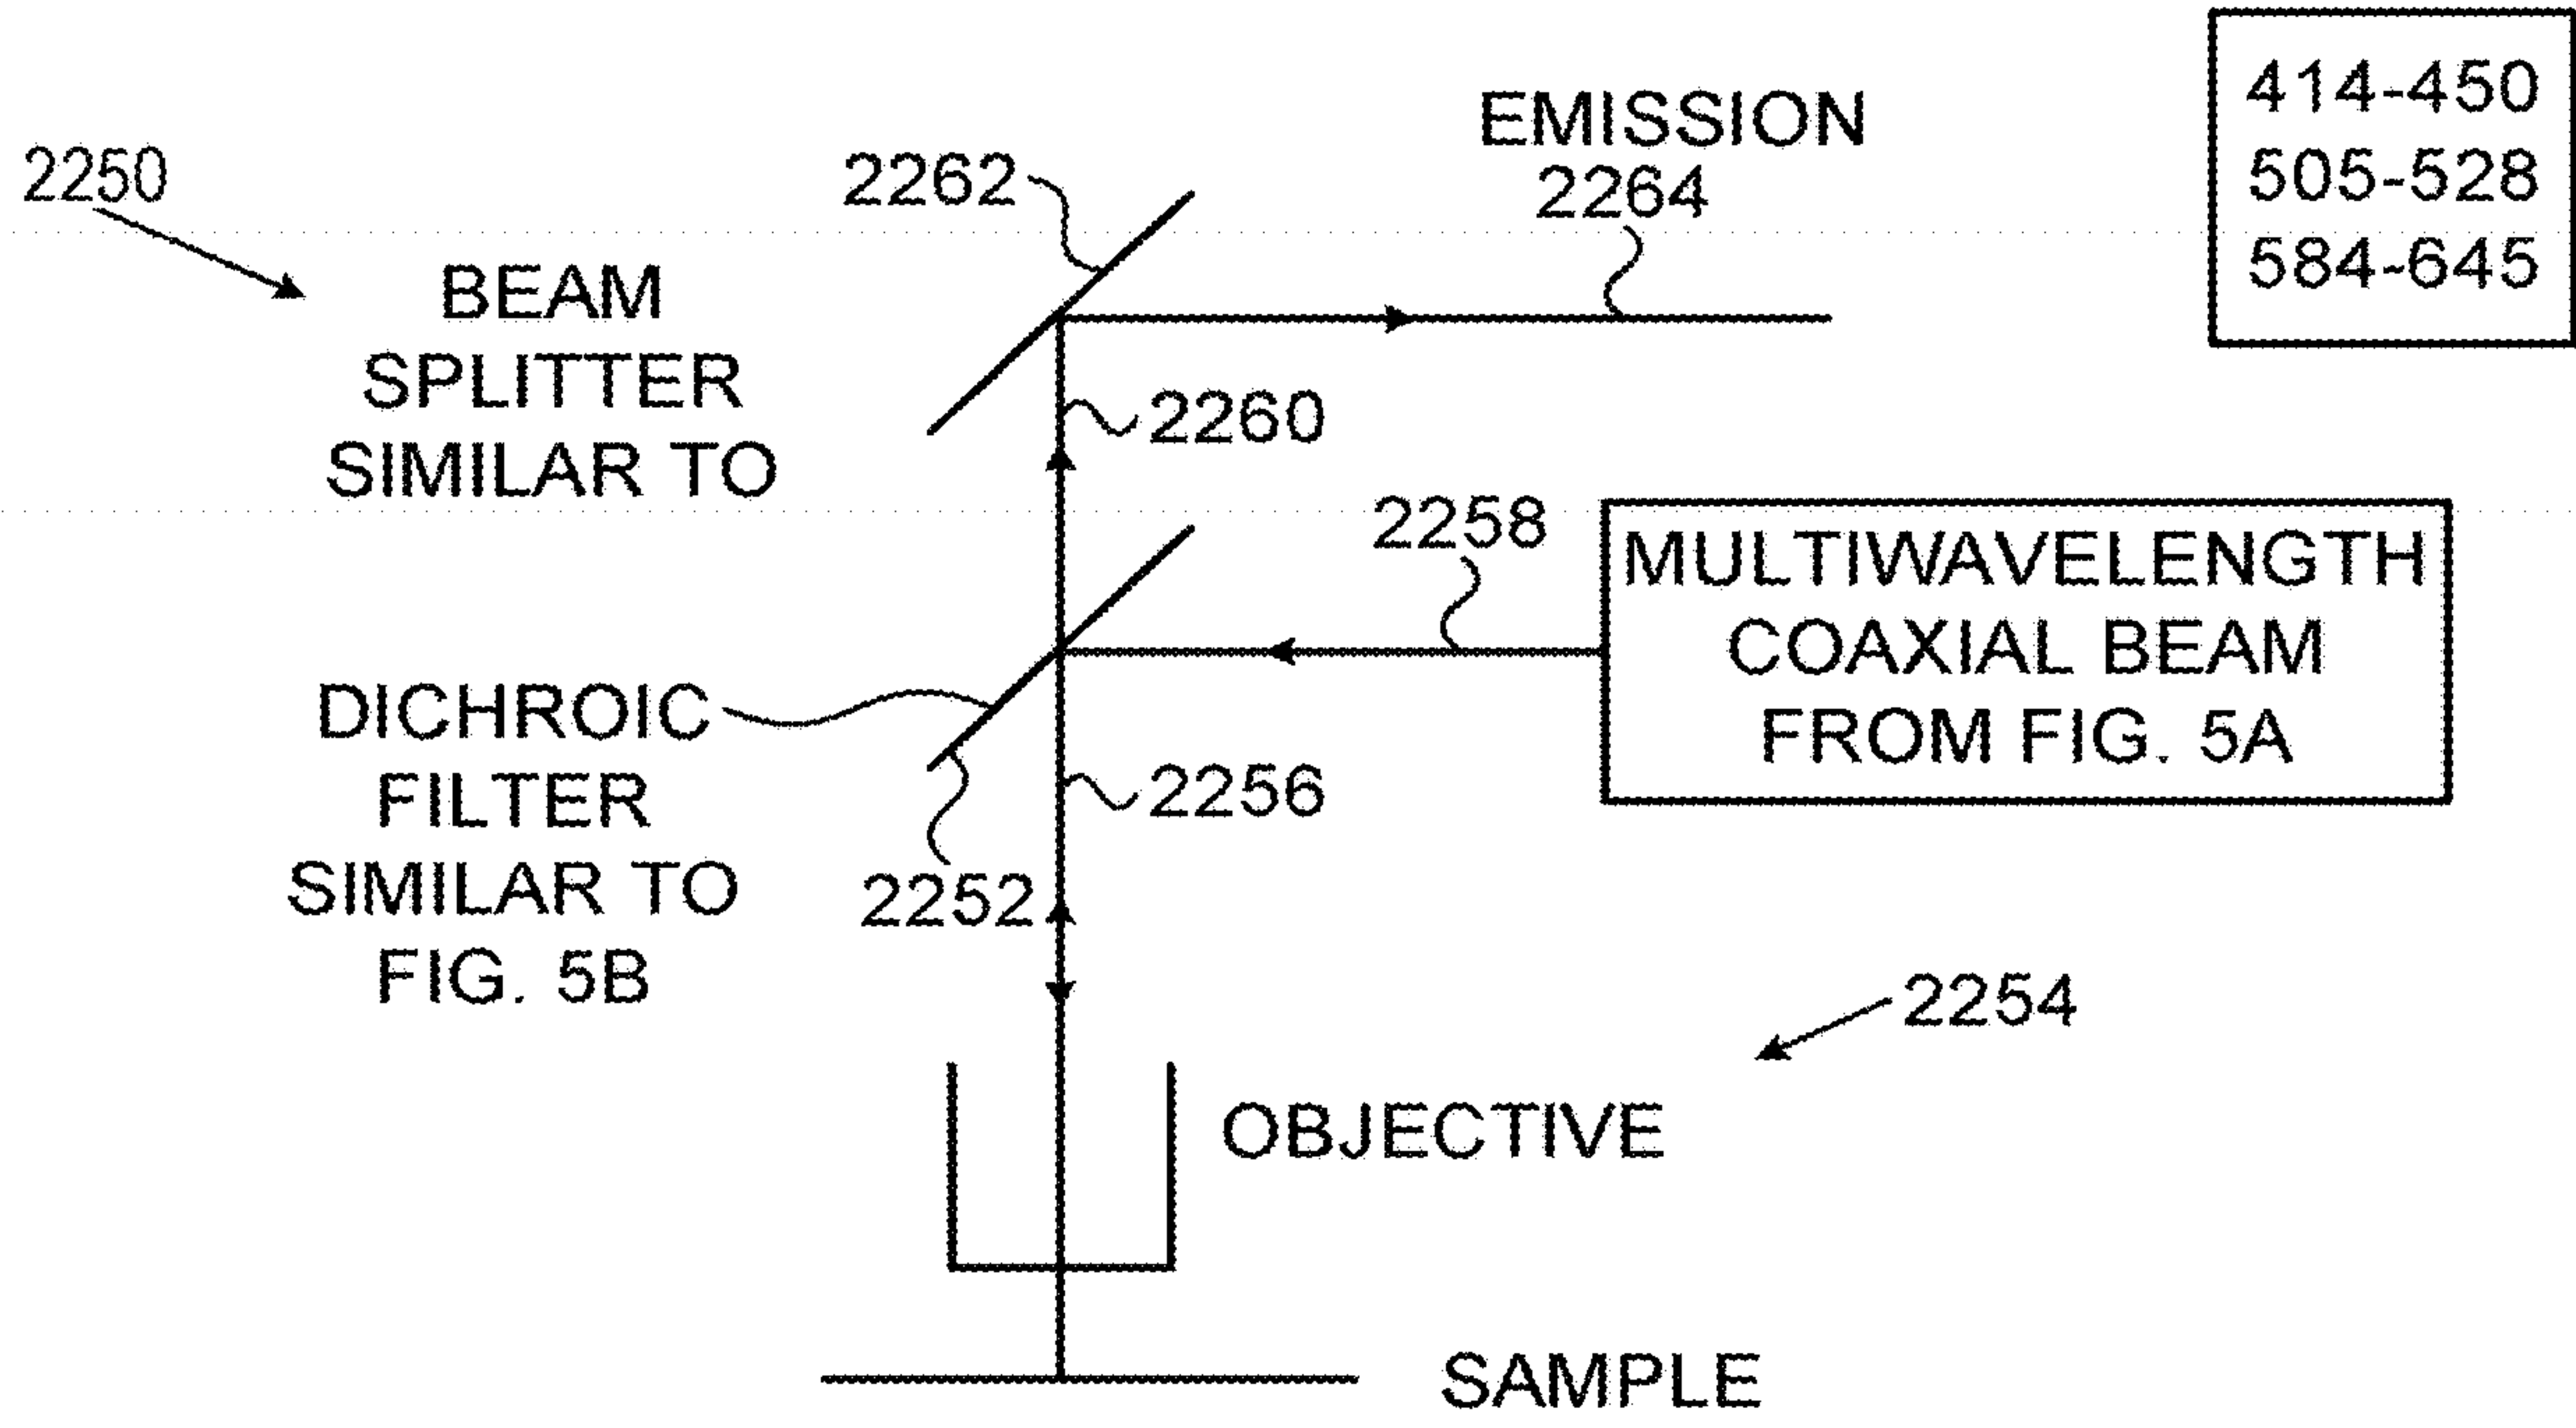 414-450
505-528
584-645
EMISSION
2264
2262
2250
BEAM
SPLITTER
SIMILAR TO
2260
2258
MULTIWAVELENGTH
COAXIAL BEAM
FROM FIG. 5A
DICHROIC
FILTER
SIMILAR TO
FIG. 5B
2256
2252
2254
OBJECTIVE
SAMPLE